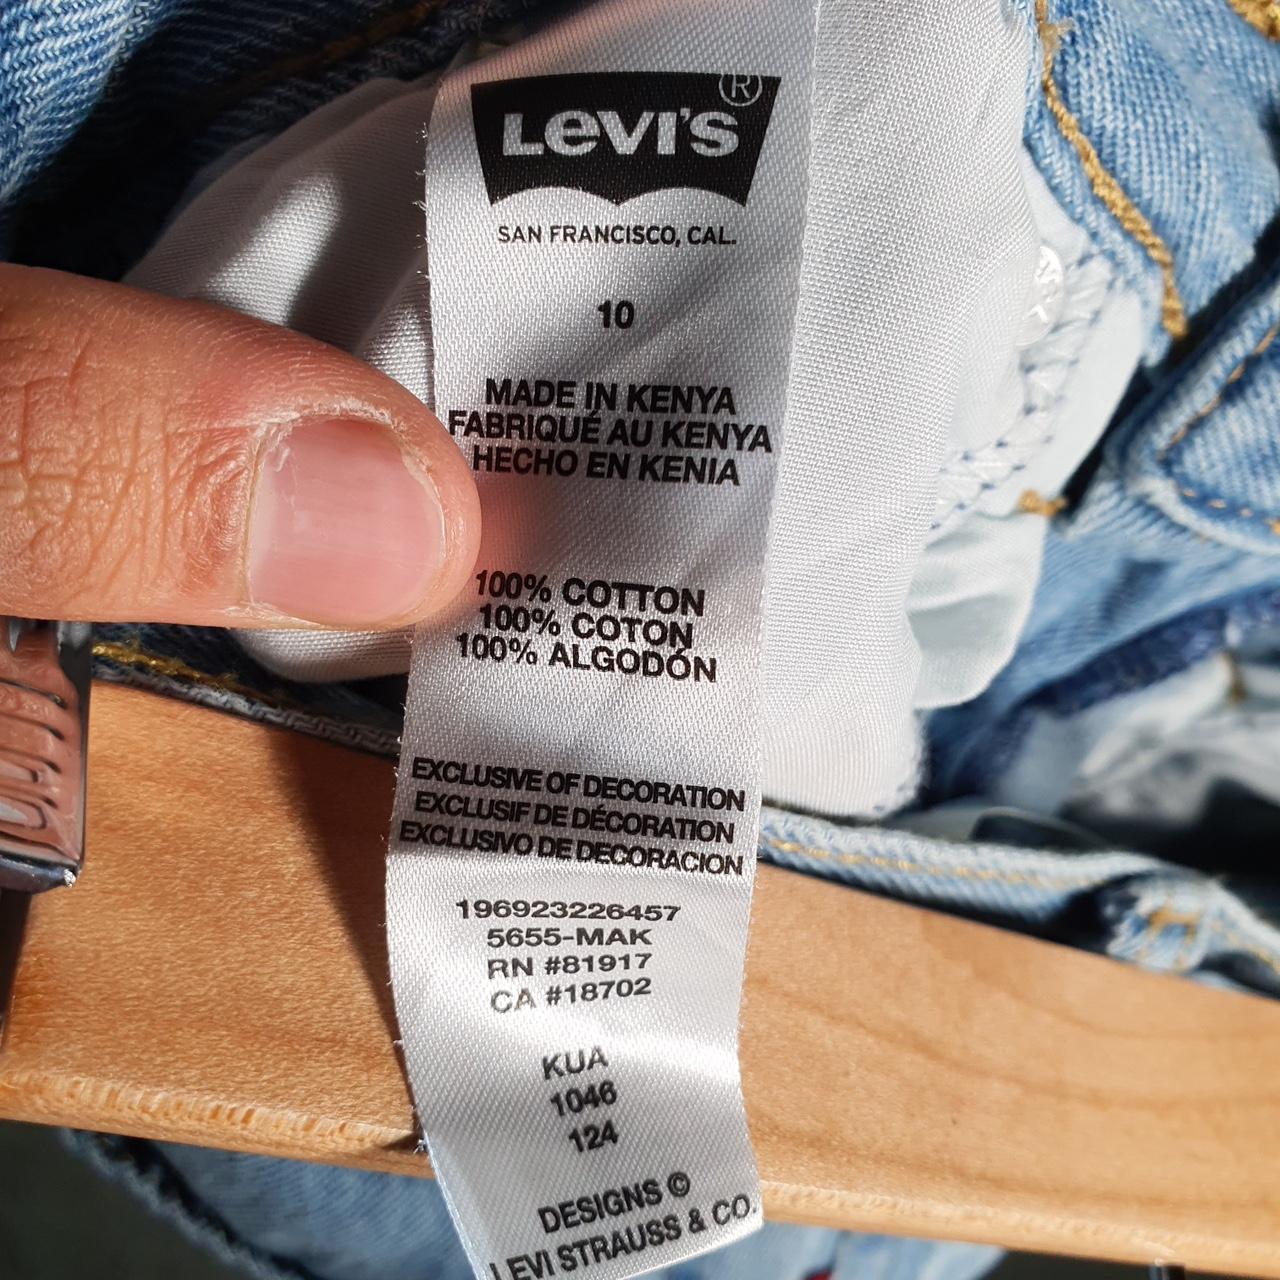 LEVI'S®
SAN FRANCISCO, CAL.
10
MADE IN KENYA
FABRIQUÉ AU KENYA
HECHO EN KENIA
100% COTTON
100% COTON
100% ALGODÓN
EXCLUSIVE OF DECORATION
EXCLUSIF DE DÉCORATION
EXCLUSIVO DE DECORACION
196923226457
5655-MAK
RN #81917
CA #18702
KUA
1046
124
DESIGNS ©
LEVI STRAUSS & CO.